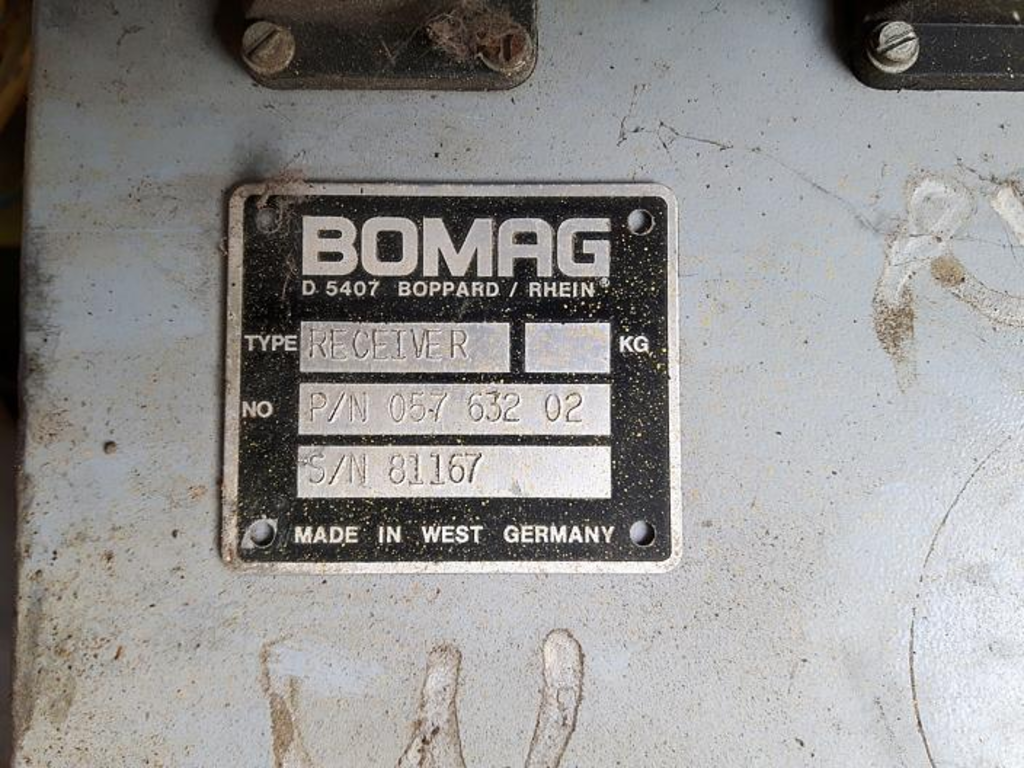 BOMAG
D 5407 BOPPARD / RHEIN®
TYPE RECEIVER KG
NO P/N 057 632 02
S/N 81167
MADE IN WEST GERMANY